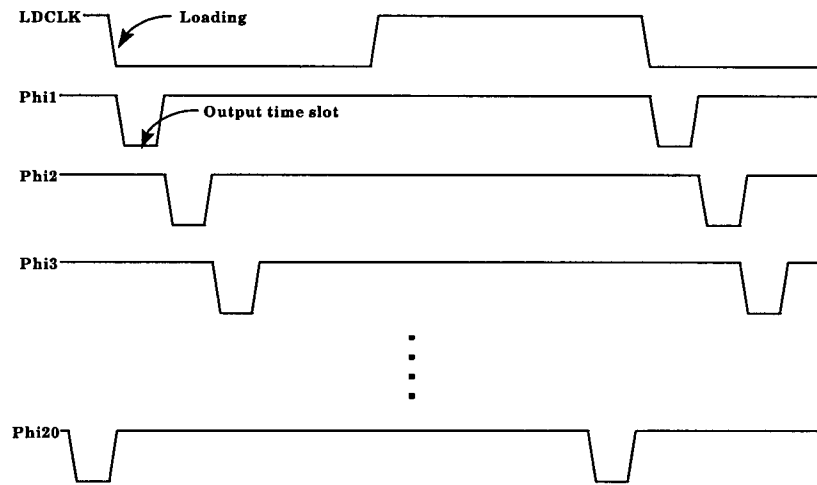 LDCLK
Loading
Phi1
Output time slot
Phi2
Phi3
Phi20